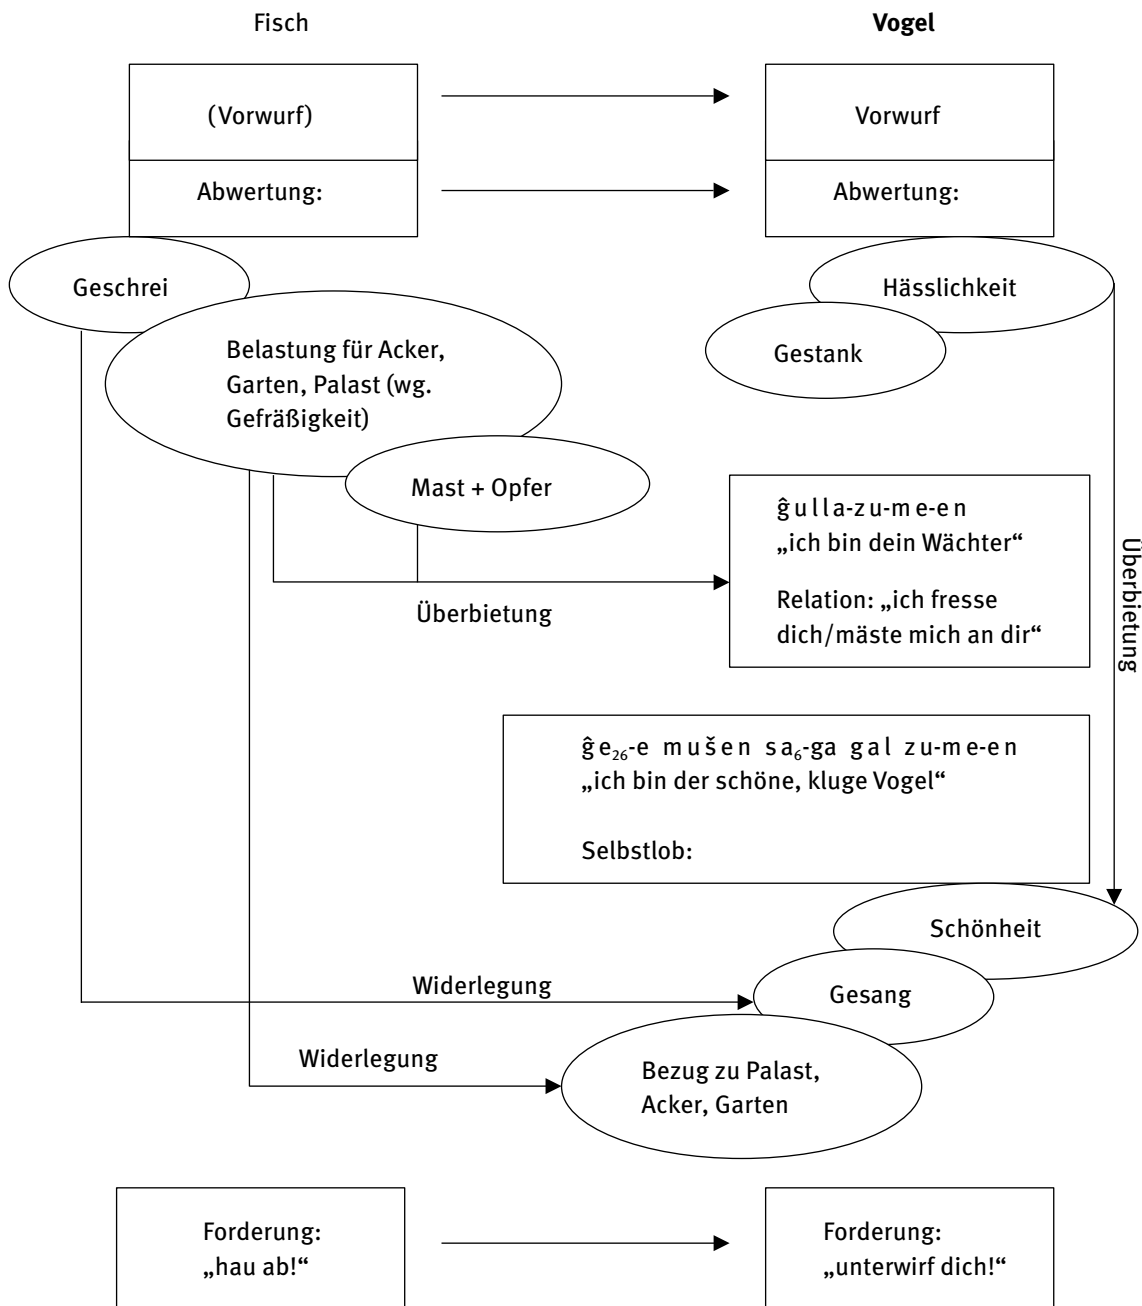 Fisch
Vogel
(Vorwurf)
Vorwurf
Abwertung:
Abwertung:
Geschrei
Hässlichkeit
Belastung für Acker,
Garten, Palast (wg.
Gefräßigkeit)
Gestank
Mast + Opfer
ĝulla-zu-me-en
„ich bin dein Wächter“
Relation: „ich fresse
dich/mäste mich an dir“
Überbietung
Überbietung
ĝe₂₆-e mušen sa₆-ga gal zu-me-en
„ich bin der schöne, kluge Vogel“
Selbstlob:
Schönheit
Widerlegung
Gesang
Widerlegung
Bezug zu Palast,
Acker, Garten
Forderung:
„hau ab!“
Forderung:
„unterwirf dich!“